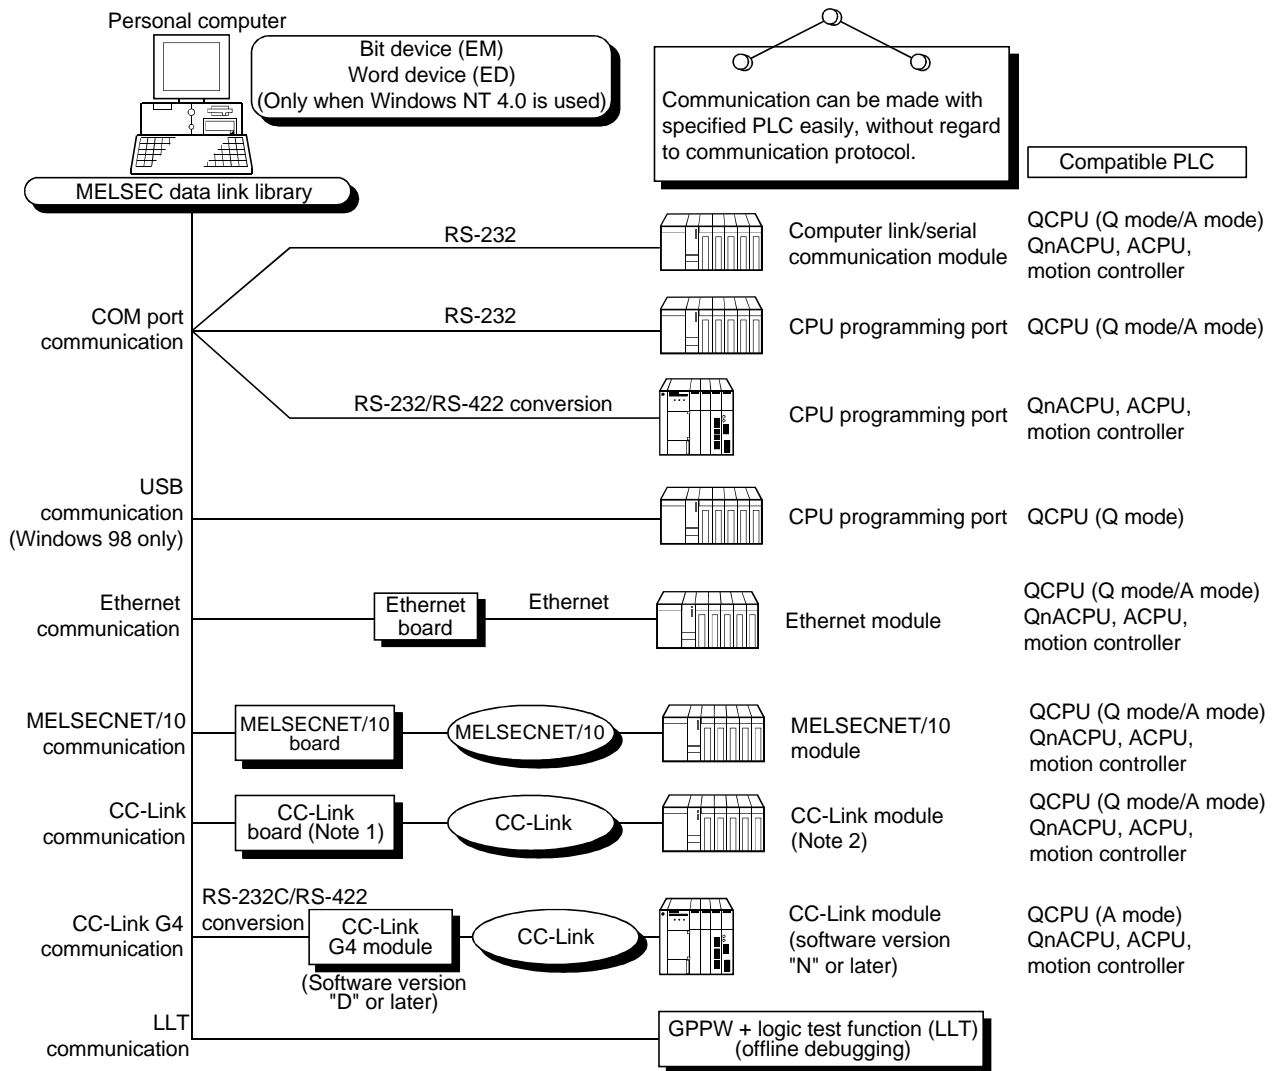 Personal computer
Bit device (EM)
Word device (ED)
(Only when Windows NT 4.0 is used)
Communication can be made with
specified PLC easily, without regard
to communication protocol.
Compatible PLC
MELSEC data link library
COM port
communication
RS-232
Computer link/serial
communication module
QCPU (Q mode/A mode)
QnACPU, ACPU,
motion controller
RS-232
CPU programming port
QCPU (Q mode/A mode)
RS-232/RS-422 conversion
CPU programming port
QnACPU, ACPU,
motion controller
USB
communication
(Windows 98 only)
CPU programming port
QCPU (Q mode)
Ethernet
communication
Ethernet
board
Ethernet
Ethernet module
QCPU (Q mode/A mode)
QnACPU, ACPU,
motion controller
MELSECNET/10
communication
MELSECNET/10
board
MELSECNET/10
MELSECNET/10
module
QCPU (Q mode/A mode)
QnACPU, ACPU,
motion controller
CC-Link
communication
CC-Link
board (Note 1)
CC-Link
CC-Link module
(Note 2)
QCPU (Q mode/A mode)
QnACPU, ACPU,
motion controller
CC-Link G4
communication
RS-232C/RS-422
conversion
CC-Link
G4 module
(Software version
"D" or later)
CC-Link
CC-Link module
(software version
"N" or later)
QCPU (A mode)
QnACPU, ACPU,
motion controller
LLT
communication
GPPW + logic test function (LLT)
(offline debugging)